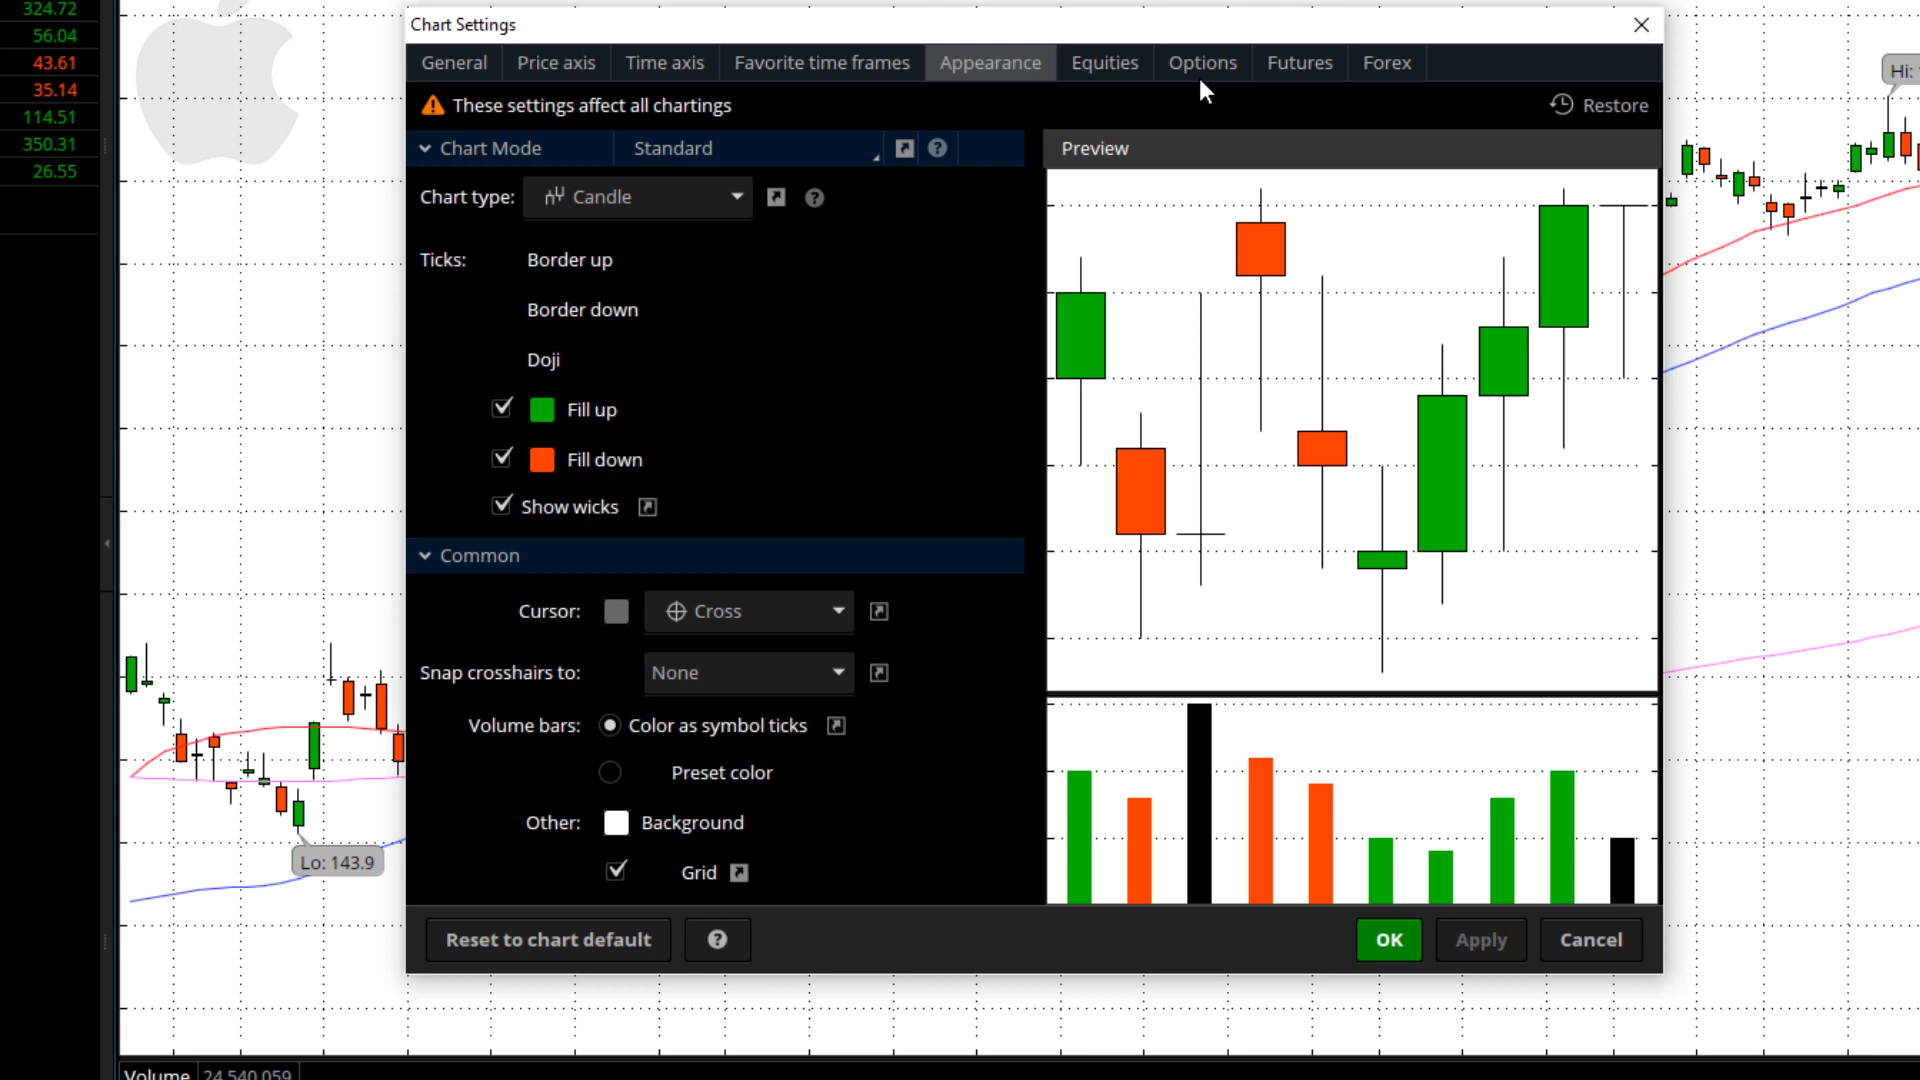 324.72
56.04
43.61
35.14
114.51
350.31
26.55
Chart Settings
General Price axis Time axis Favorite time frames Appearance Equities Options Futures Forex
These settings affect all chartings
Restore
Chart Mode Standard
Preview
Chart type: Candle
Ticks: Border up
Border down
Doji
Fill up
Fill down
Show wicks
Common
Cursor: Cross
Snap crosshairs to: None
Volume bars: Color as symbol ticks
Preset color
Other: Background
Grid
Reset to chart default
OK Apply Cancel
Hi:
Lo: 143.9
Volume 24,540,059